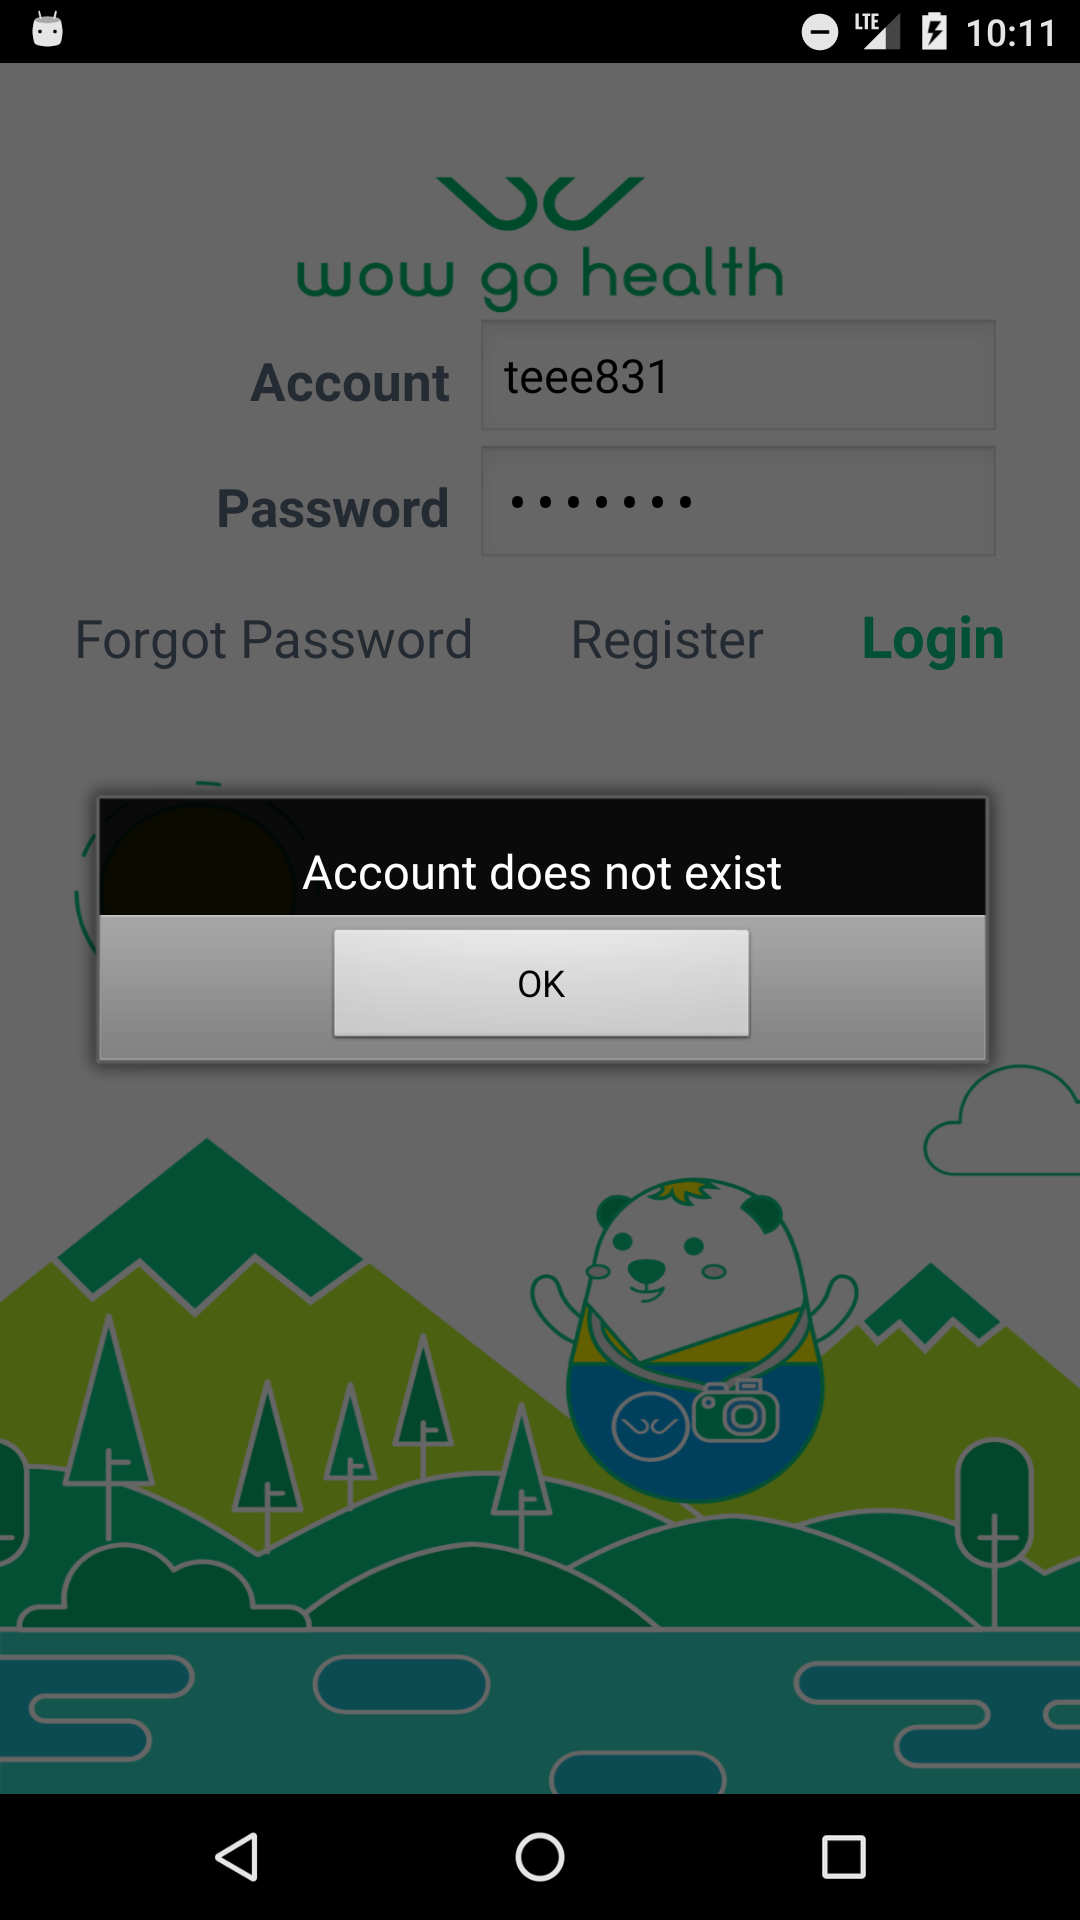 LTE 10:11
wow go health
Account teee831
Password •••••••
Forgot Password Register Login
Account does not exist
OK